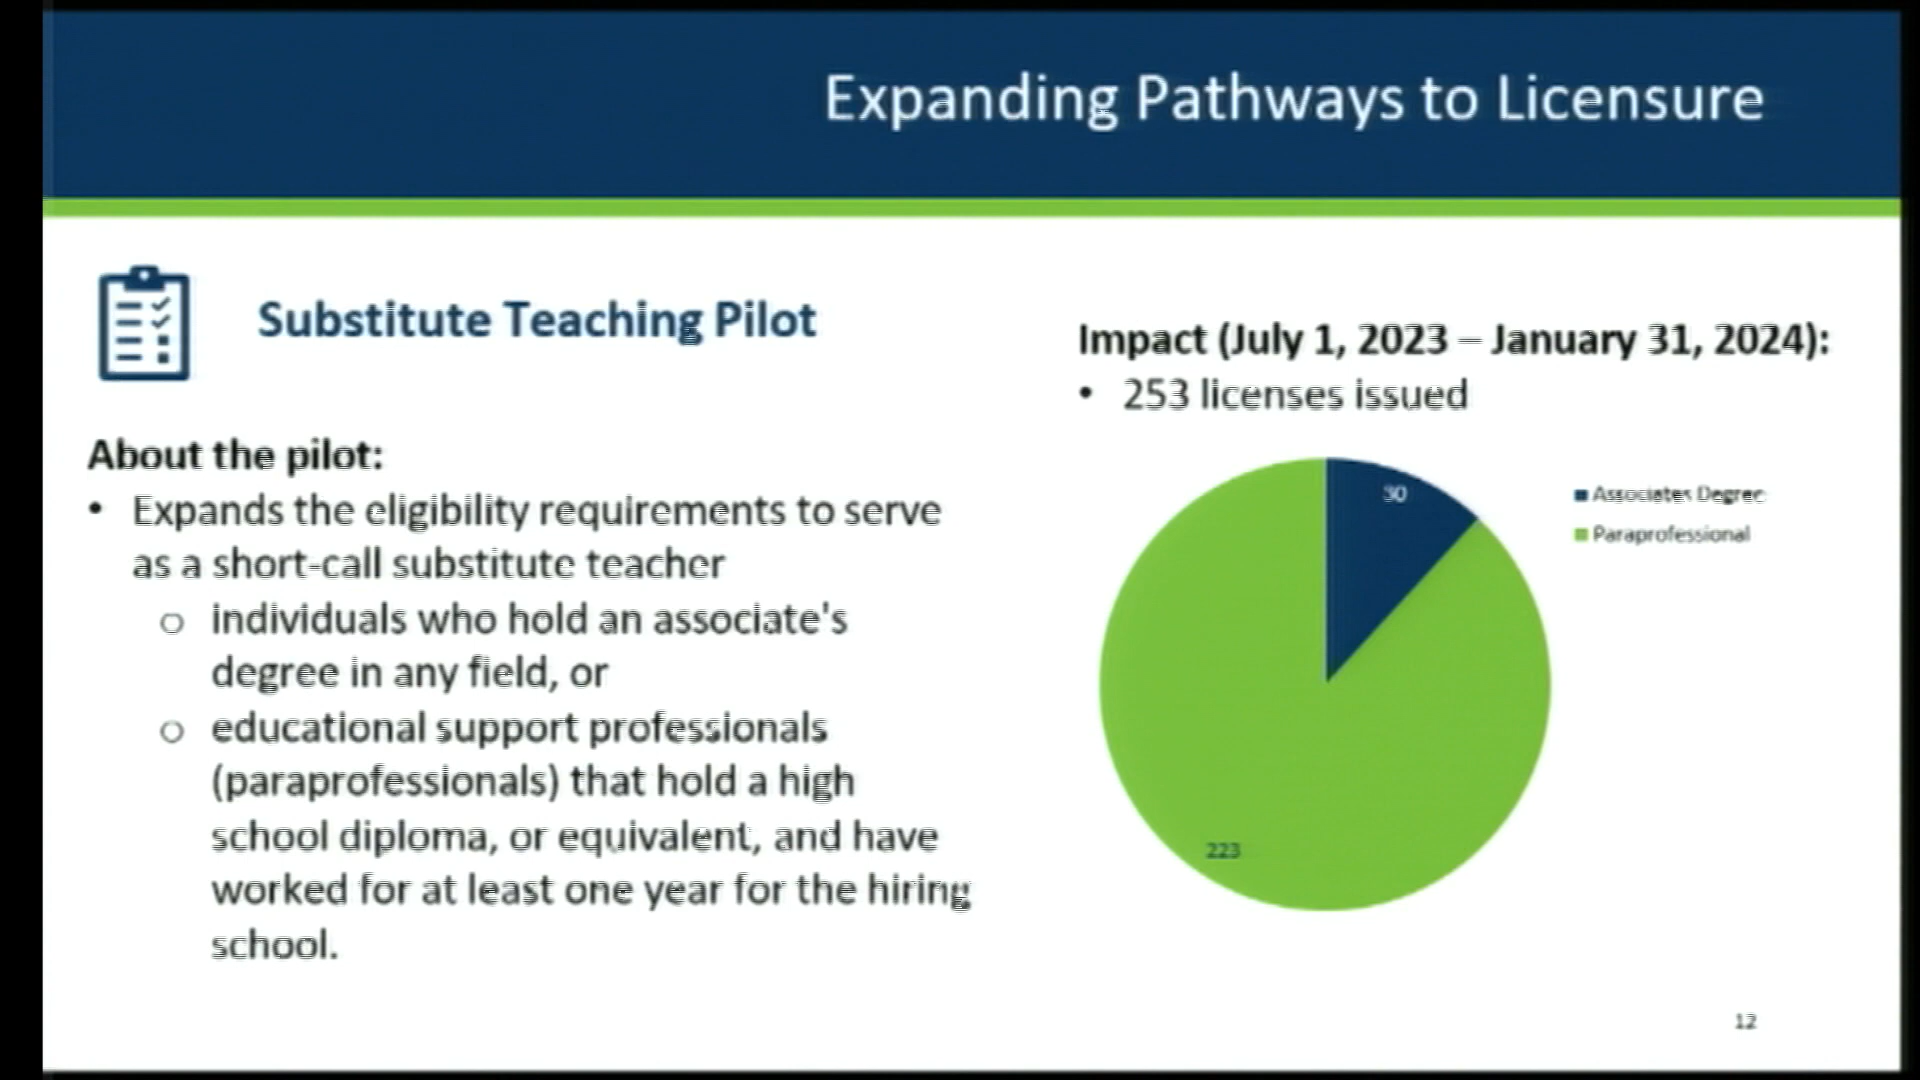 Expanding Pathways to Licensure
Substitute Teaching Pilot
About the pilot:
• Expands the eligibility requirements to serve
as a short-call substitute teacher
o individuals who hold an associate's
degree in any field, or
o educational support professionals
(paraprofessionals) that hold a high
school diploma, or equivalent, and have
worked for at least one year for the hiring
school.
Impact (July 1, 2023 – January 31, 2024):
• 253 licenses issued
30
223
Associates Degree
Paraprofessional
12